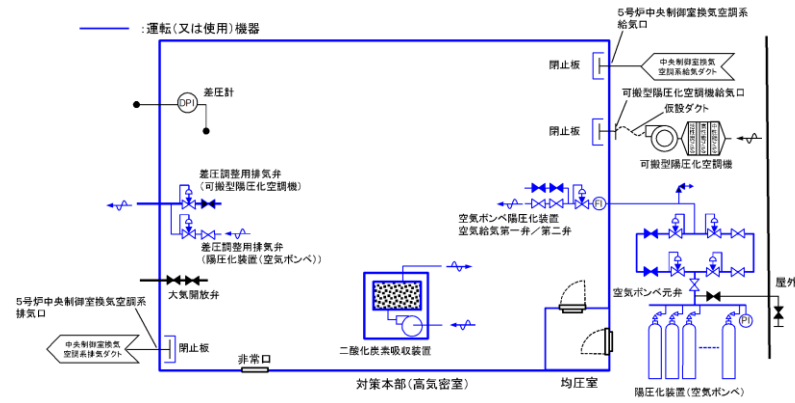 :運転(又は使用)機器
5号炉中央制御室換気空調系
給気口
閉止板
中央制御室換気
空調系給気ダクト
差圧計
DPI
可搬型陽圧化空調機給気口
仮設ダクト
閉止板
可搬型陽圧化空調機
差圧調整用排気弁
(可搬型陽圧化空調機)
空気ボンベ陽圧化装置
空気給気第一弁/第二弁
FI
差圧調整用排気弁
(陽圧化装置(空気ボンベ))
大気開放弁
5号炉中央制御室換気空調系
排気口
空気ボンベ元弁
屋外
PI
中央制御室換気
空調系排気ダクト
閉止板
二酸化炭素吸収装置
非常口
対策本部(高気密室)
均圧室
陽圧化装置(空気ボンベ)